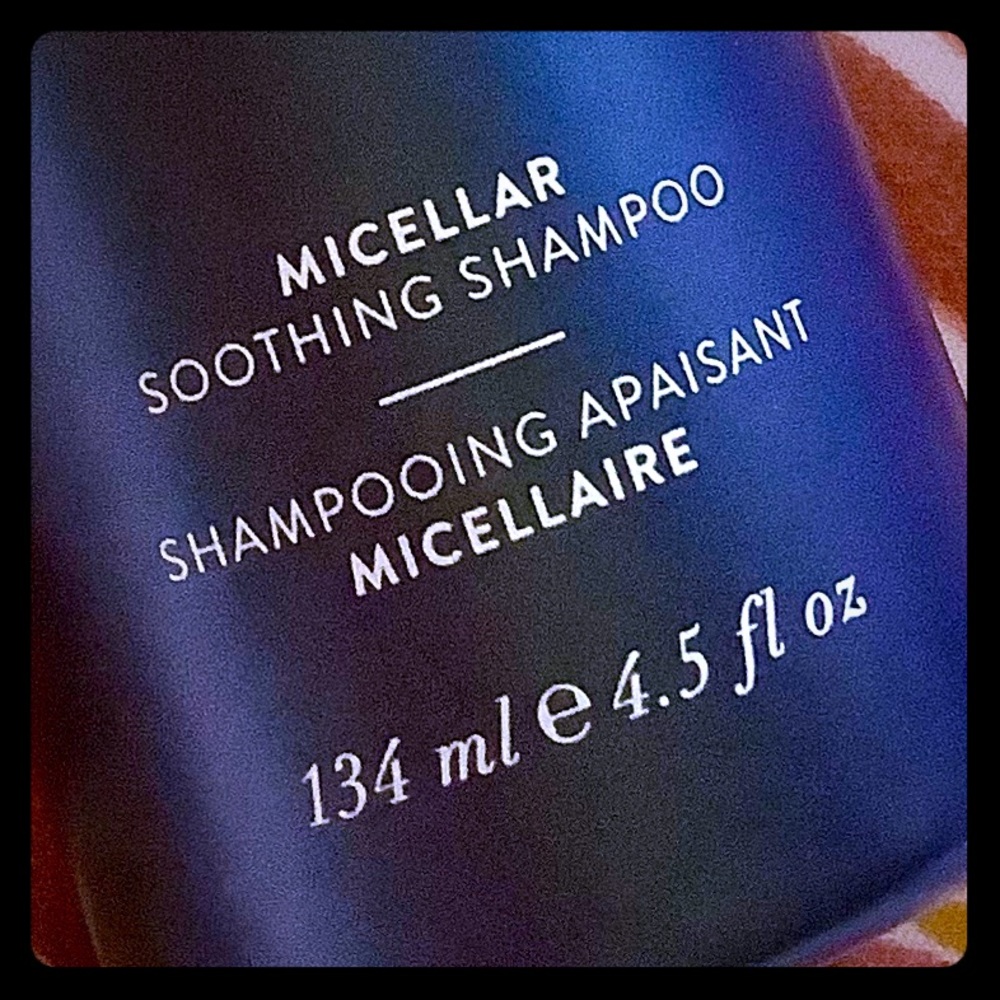 MICELLAR
SOOTHING SHAMPOO
SHAMPOOING APAISANT
MICELLAIRE
134 ml e 4.5 fl oz